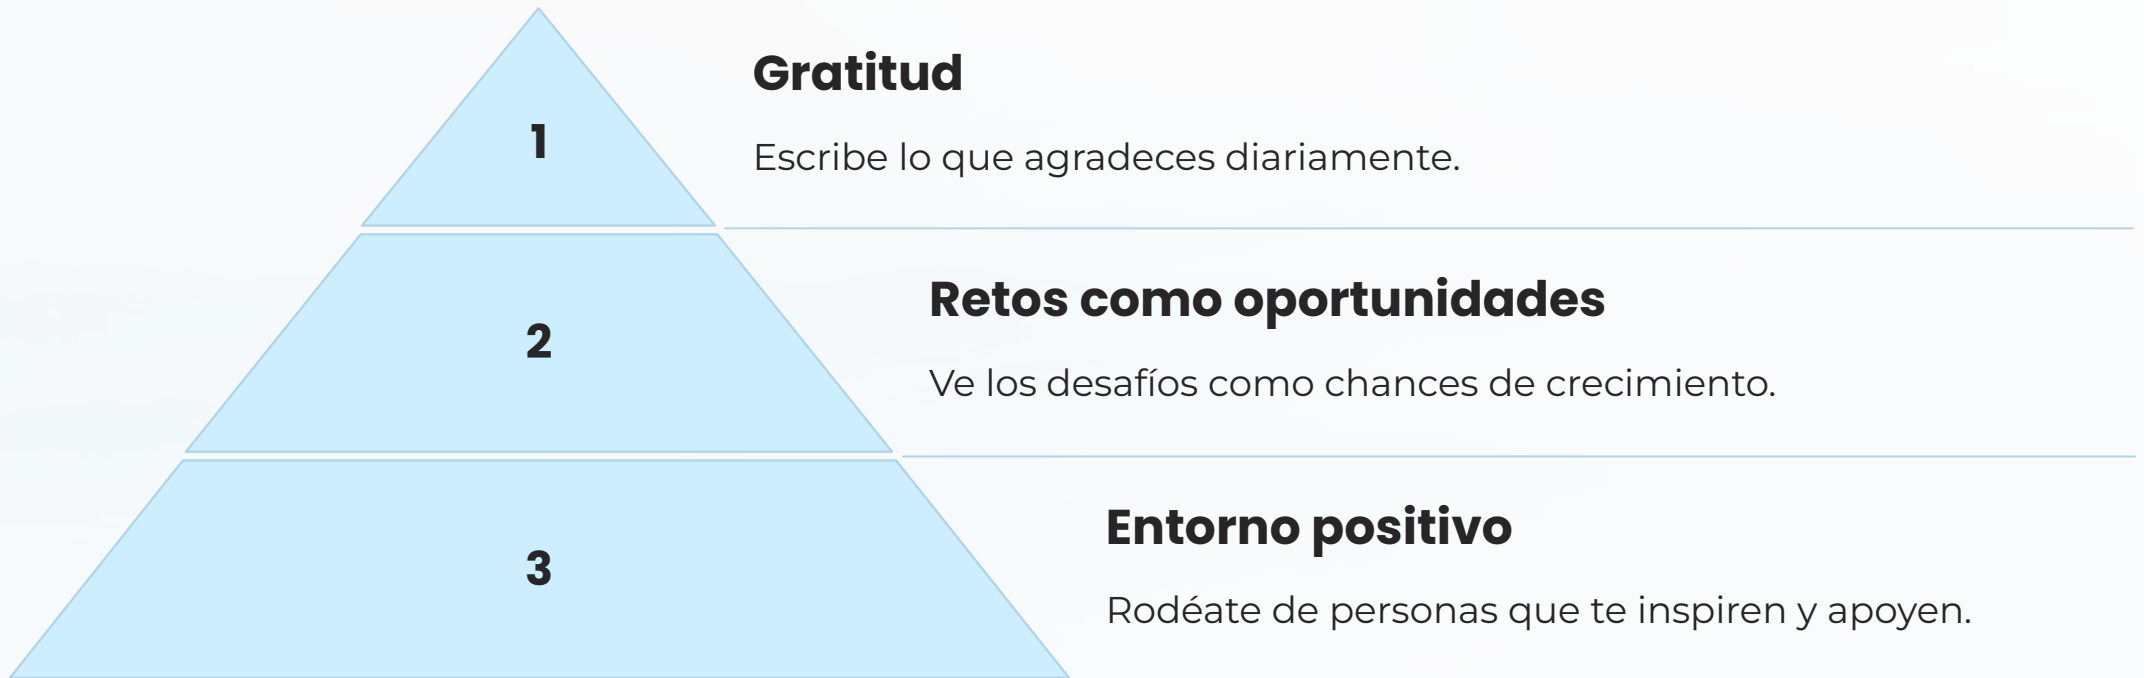 1
Gratitud
Escribe lo que agradeces diariamente.
2
Retos como oportunidades
Ve los desafíos como chances de crecimiento.
3
Entorno positivo
Rodéate de personas que te inspiren y apoyen.